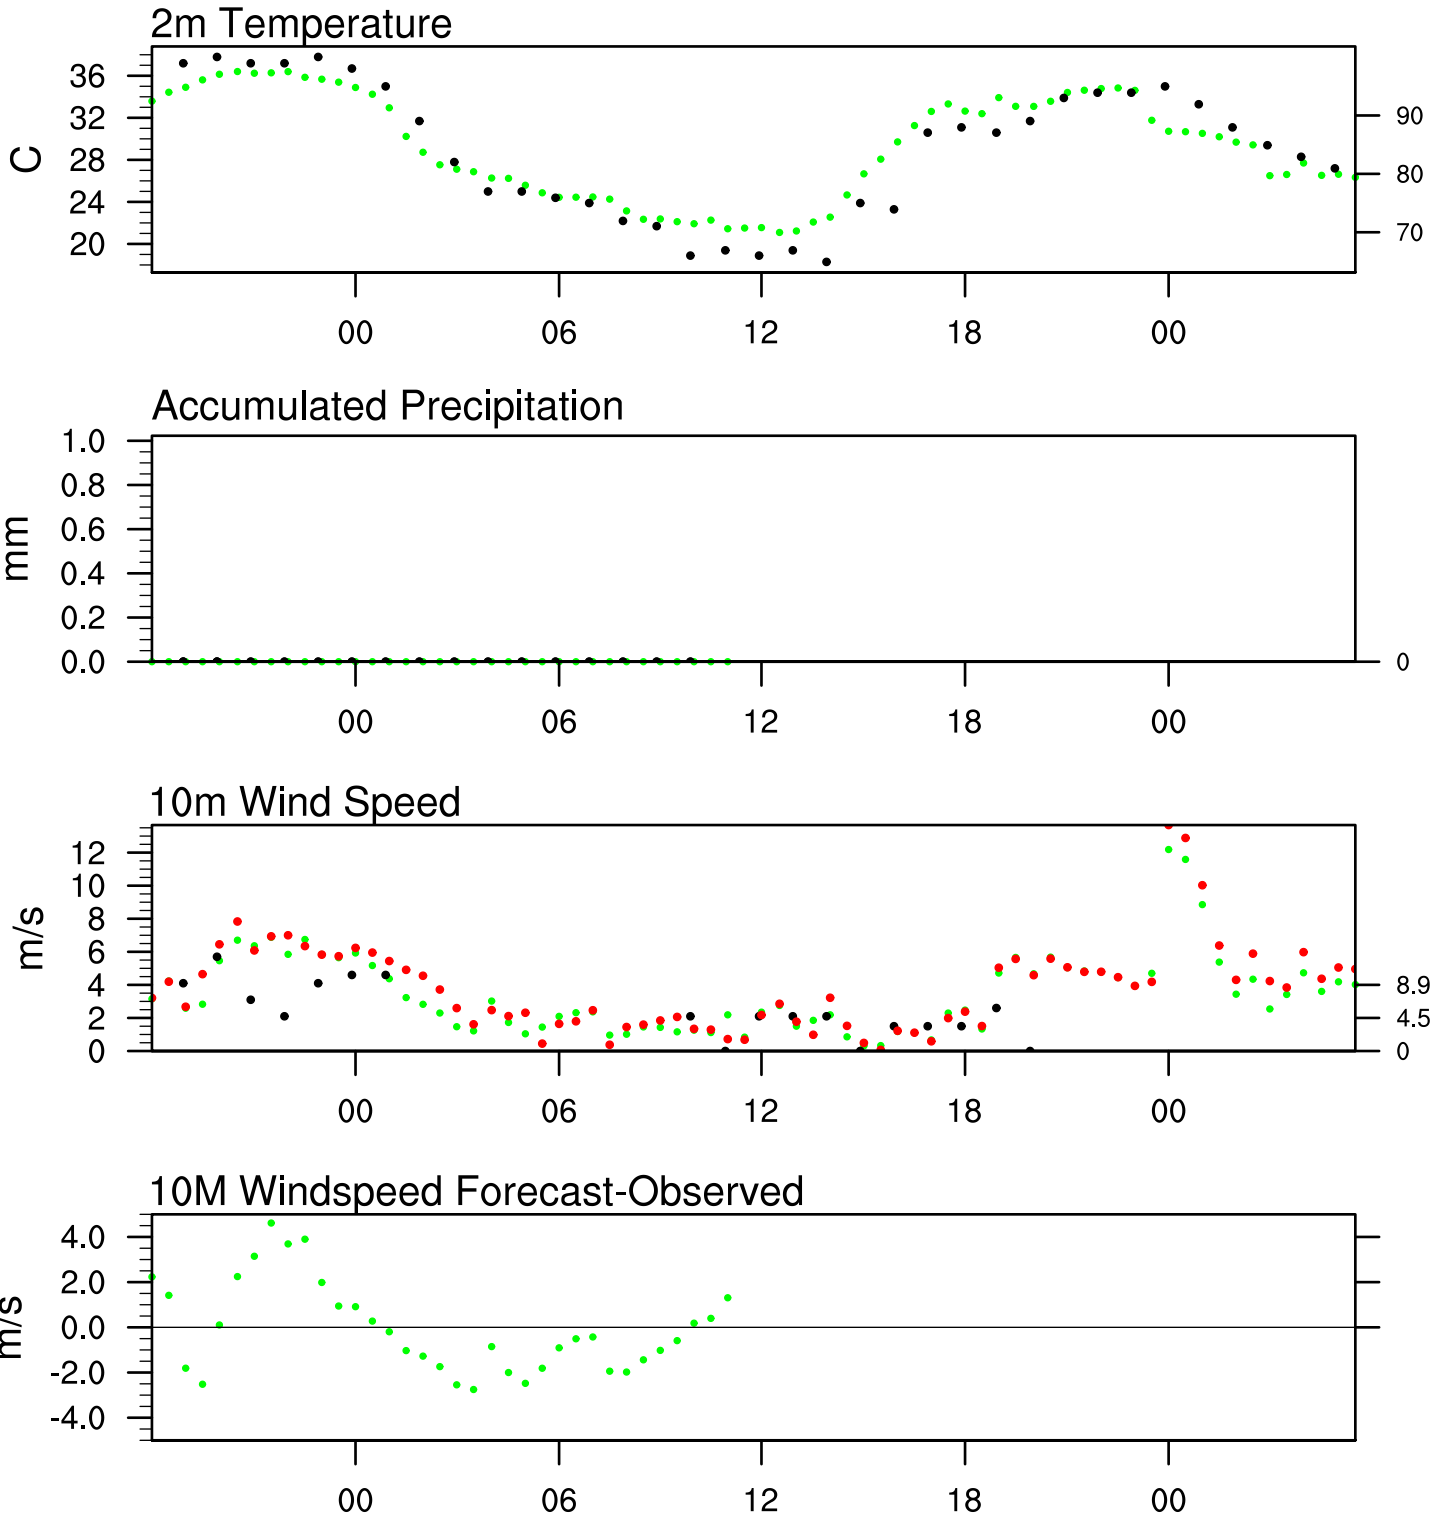 2m Temperature
C
36
32
28
24
20
90
80
70
00 06 12 18 00
Accumulated Precipitation
mm
1.0
0.8
0.6
0.4
0.2
0.0
0
00 06 12 18 00
10m Wind Speed
m/s
12
10
8
6
4
2
0
8.9
4.5
0
00 06 12 18 00
10M Windspeed Forecast-Observed
m/s
4.0
2.0
0.0
-2.0
-4.0
00 06 12 18 00